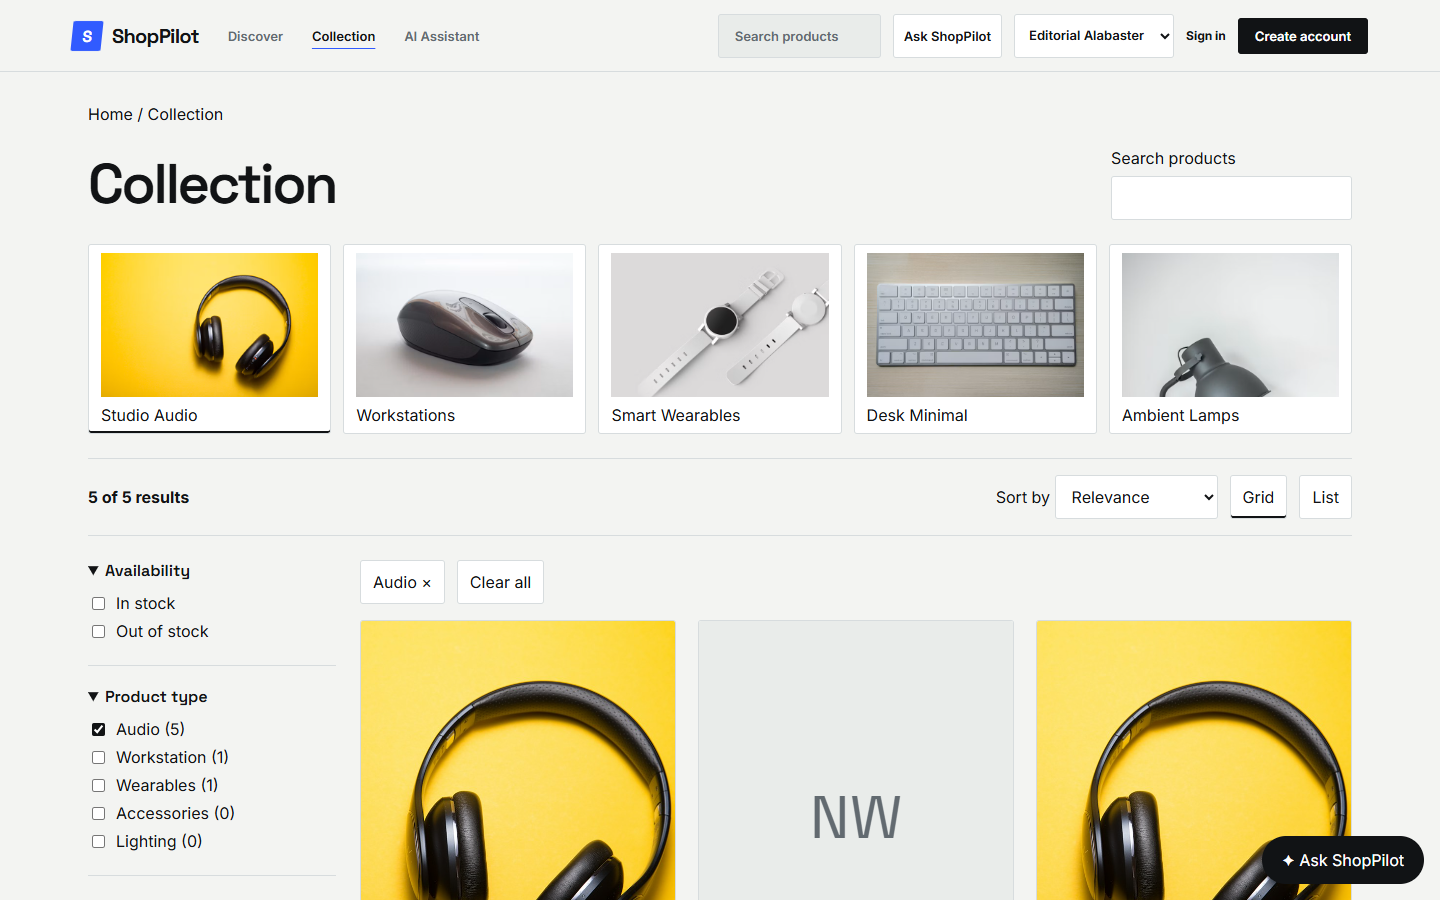 S ShopPilot Discover Collection AI Assistant Search products Ask ShopPilot Editorial Alabaster Sign in Create account
Home / Collection
Collection
Search products
Studio Audio
Workstations
Smart Wearables
Desk Minimal
Ambient Lamps
5 of 5 results
Sort by Relevance Grid List
▼ Availability
In stock
Out of stock
▼ Product type
Audio (5)
Workstation (1)
Wearables (1)
Accessories (0)
Lighting (0)
Audio × Clear all
NW
✦ Ask ShopPilot